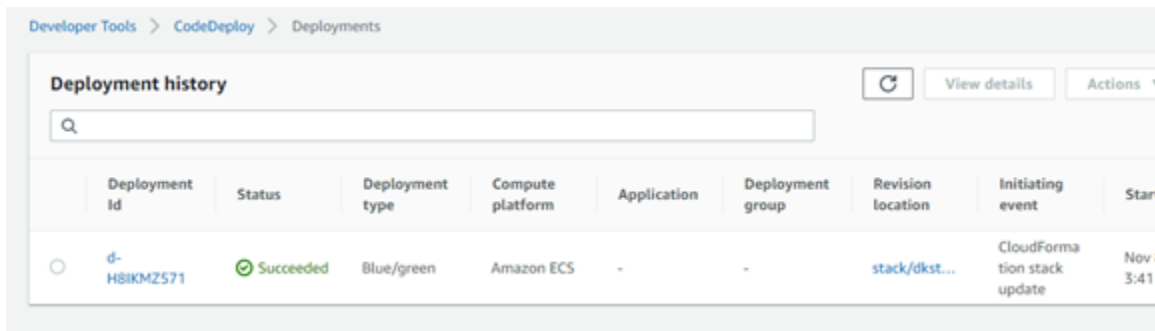 Developer Tools > CodeDeploy > Deployments
Deployment history
View details
Actions
Deployment Id
Status
Deployment type
Compute platform
Application
Deployment group
Revision location
Initiating event
Star
d-
H8IKMZ571
Succeeded
Blue/green
Amazon ECS
-
-
stack/dkst...
CloudForma
tion stack
update
Nov
3:41